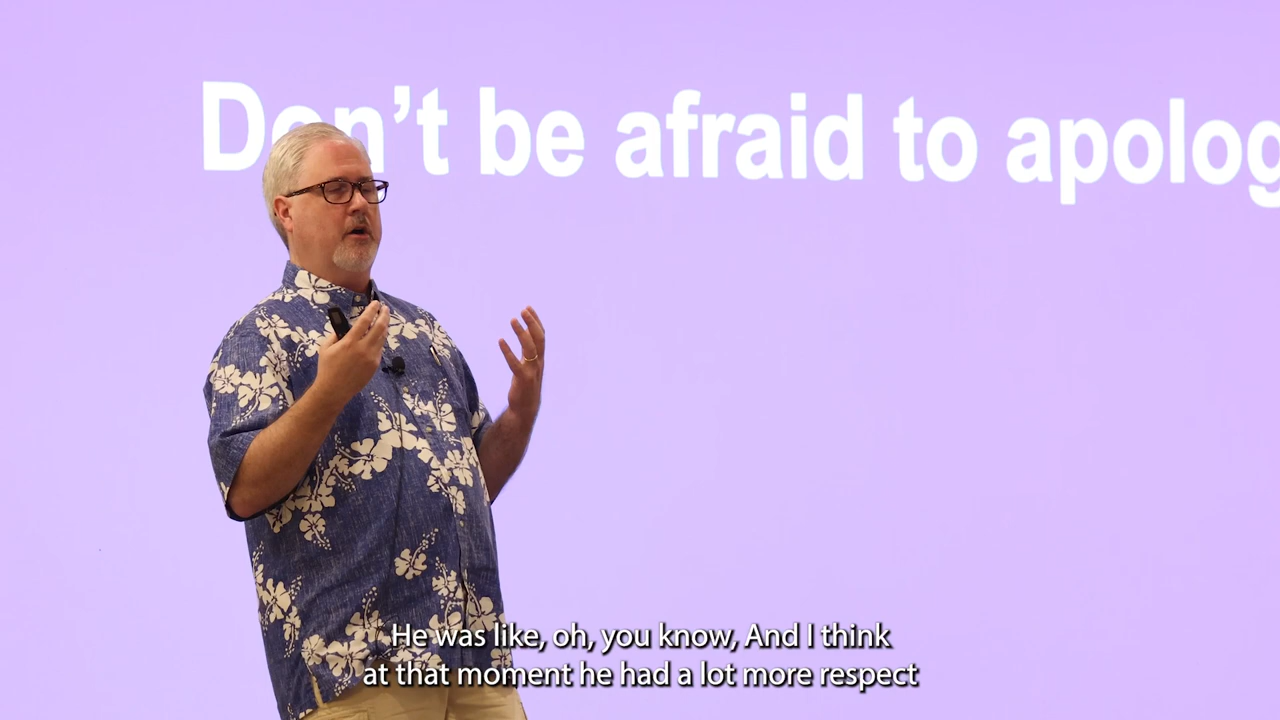 Don't be afraid to apolog
He was like, oh, you know, And I think
at that moment he had a lot more respect